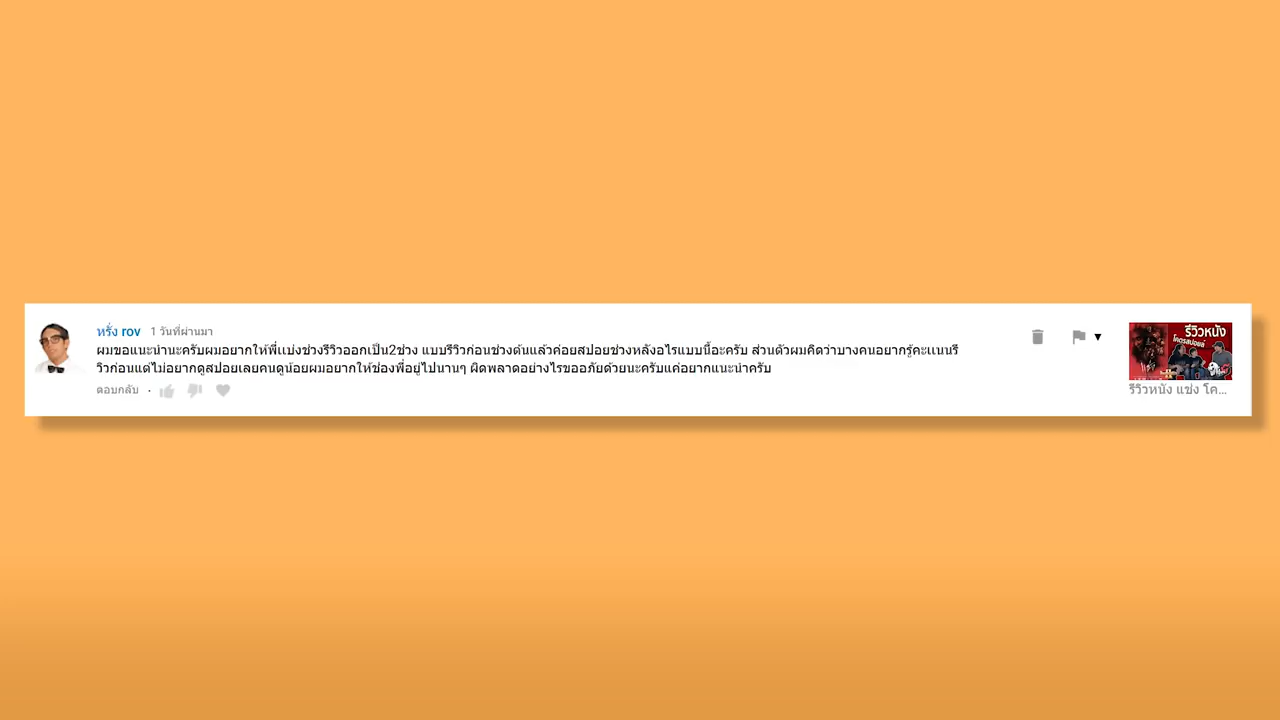 หรั่ง rov 1 วันที่ผ่านมา
ผมขอแนะนำนะครับผมอยากให้พี่แบ่งช่วงรีวิวออกเป็น2ช่วง แบบรีวิวก่อนช่วงต้นแล้วค่อยสปอยช่วงหลังอไรแบบนี้อะครับ ส่วนตัวผมคิดว่าบางคนอยากรู้คะแนนรี
วิวก่อนแต่ไม่อยากดูสปอยเลยคนดูน้อยผมอยากให้ช่องพี่อยู่ไปนานๆ ผิดพลาดอย่างไรขออภัยด้วยนะครับแค่อยากแนะนำครับ
ตอบกลับ ·
รีวิวหนัง
โคตรสปอยล์
รีวิวหนัง แข่ง โค...